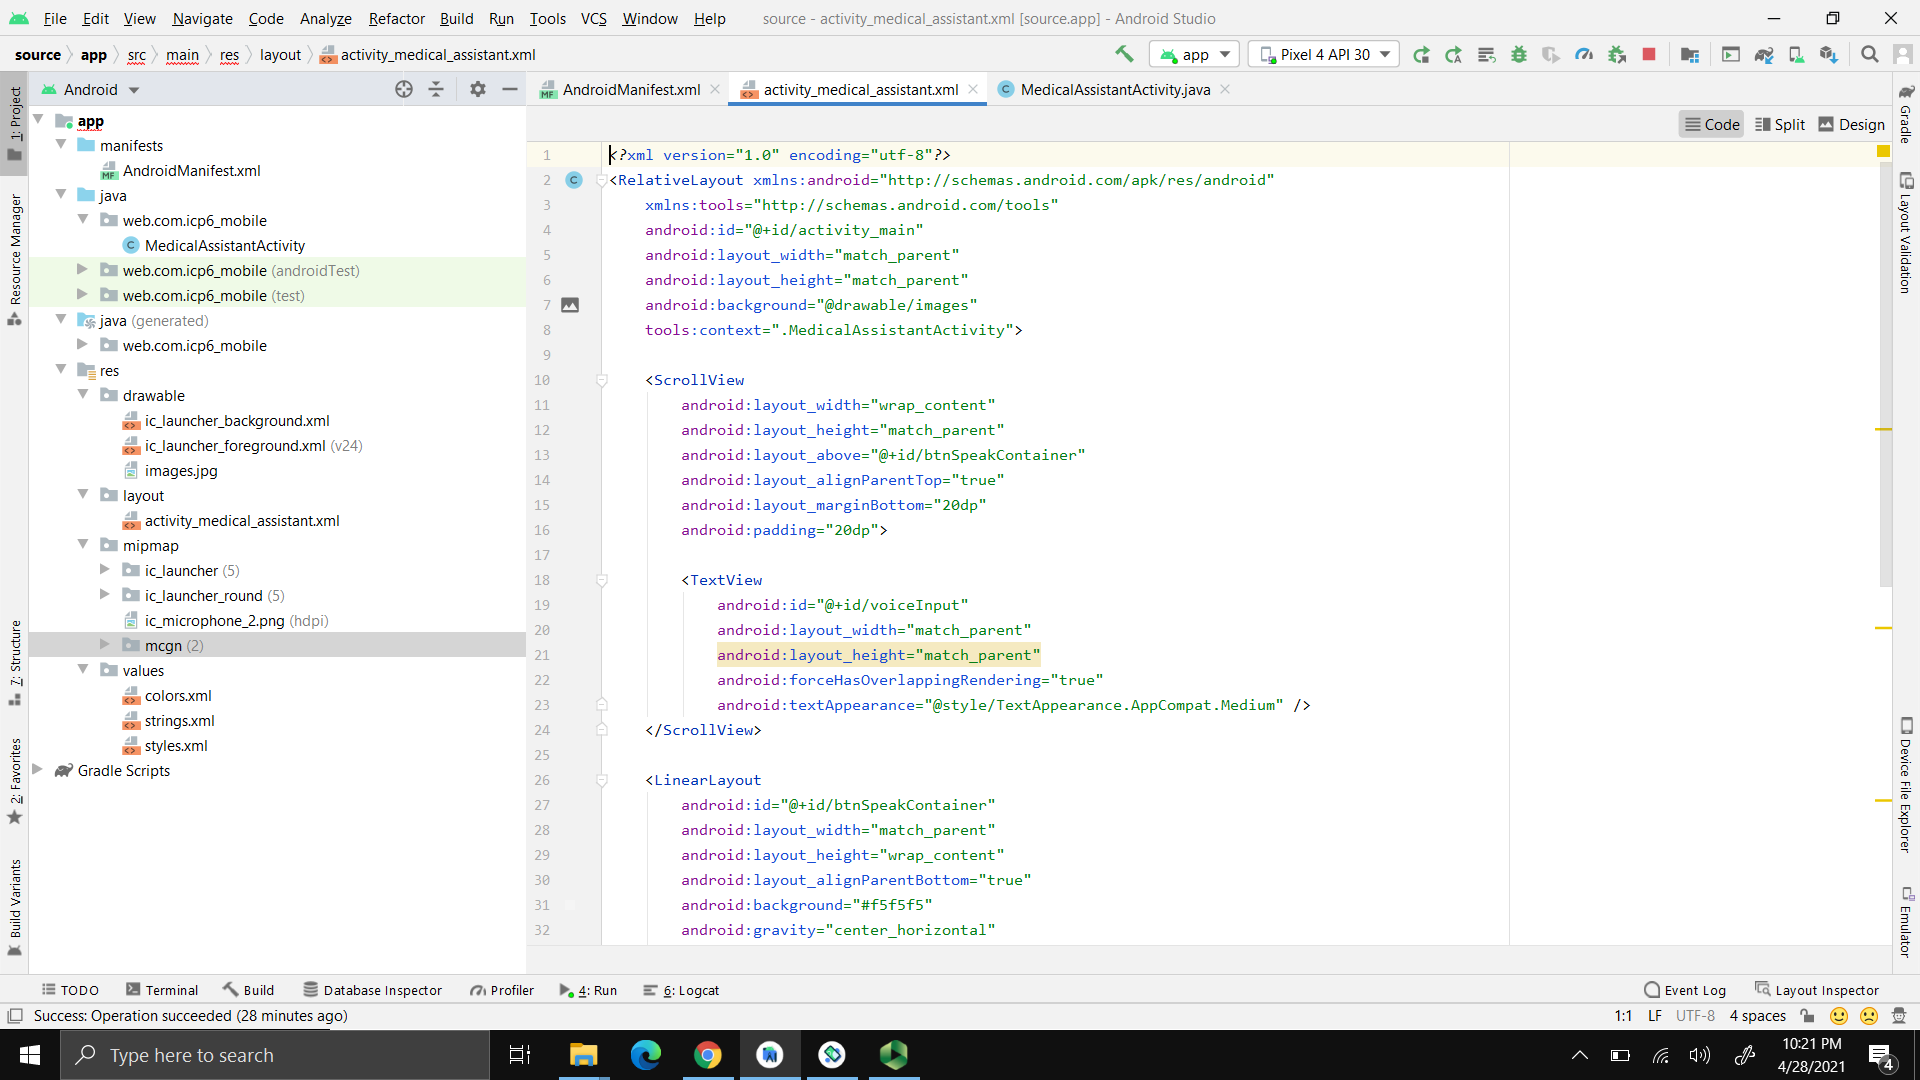 File Edit View Navigate Code Analyze Refactor Build Run Tools VCS Window Help source - activity_medical_assistant.xml [source.app] - Android Studio
source app src main res layout activity_medical_assistant.xml app Pixel 4 API 30
Android AndroidManifest.xml activity_medical_assistant.xml MedicalAssistantActivity.java
Code Split Design
1: Project
Resource Manager
7: Structure
2: Favorites
Build Variants
app
manifests
AndroidManifest.xml
java
web.com.icp6_mobile
MedicalAssistantActivity
web.com.icp6_mobile (androidTest)
web.com.icp6_mobile (test)
java (generated)
web.com.icp6_mobile
res
drawable
ic_launcher_background.xml
ic_launcher_foreground.xml (v24)
images.jpg
layout
activity_medical_assistant.xml
mipmap
ic_launcher (5)
ic_launcher_round (5)
ic_microphone_2.png (hdpi)
mcgn (2)
values
colors.xml
strings.xml
styles.xml
Gradle Scripts
1 <?xml version="1.0" encoding="utf-8"?>
2 <RelativeLayout xmlns:android="http://schemas.android.com/apk/res/android"
3 xmlns:tools="http://schemas.android.com/tools"
4 android:id="@+id/activity_main"
5 android:layout_width="match_parent"
6 android:layout_height="match_parent"
7 android:background="@drawable/images"
8 tools:context=".MedicalAssistantActivity">
9
10 <ScrollView
11 android:layout_width="wrap_content"
12 android:layout_height="match_parent"
13 android:layout_above="@+id/btnSpeakContainer"
14 android:layout_alignParentTop="true"
15 android:layout_marginBottom="20dp"
16 android:padding="20dp">
17
18 <TextView
19 android:id="@+id/voiceInput"
20 android:layout_width="match_parent"
21 android:layout_height="match_parent"
22 android:forceHasOverlappingRendering="true"
23 android:textAppearance="@style/TextAppearance.AppCompat.Medium" />
24 </ScrollView>
25
26 <LinearLayout
27 android:id="@+id/btnSpeakContainer"
28 android:layout_width="match_parent"
29 android:layout_height="wrap_content"
30 android:layout_alignParentBottom="true"
31 android:background="#f5f5f5"
32 android:gravity="center_horizontal"
Gradle
Layout Validation
Device File Explorer
Emulator
TODO Terminal Build Database Inspector Profiler 4: Run 6: Logcat Event Log Layout Inspector
Success: Operation succeeded (28 minutes ago) 1:1 LF UTF-8 4 spaces
Type here to search
10:21 PM
4/28/2021
4